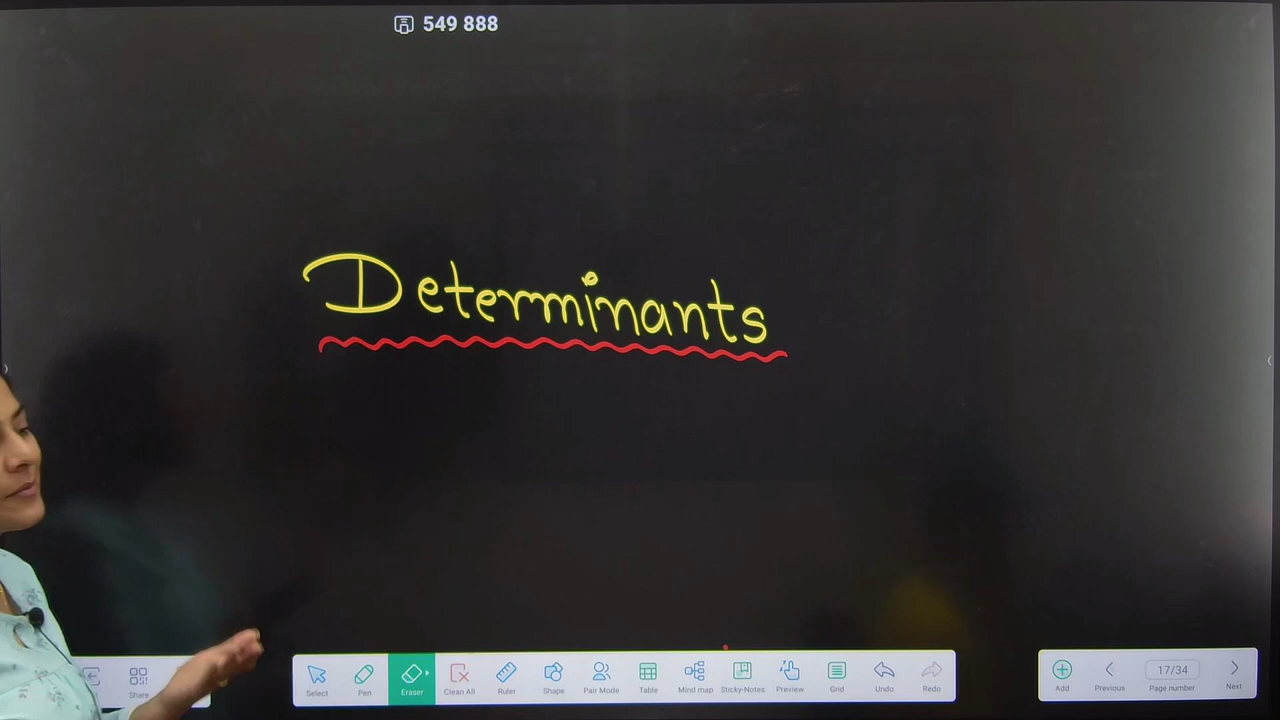 549 888
Determinants
Share
Select
Pen
Eraser
Clean All
Ruler
Shape
Pair Mode
Table
Mind map
Sticky-Notes
Preview
Grid
Undo
Redo
Add
Previous
17/34
Page number
Next